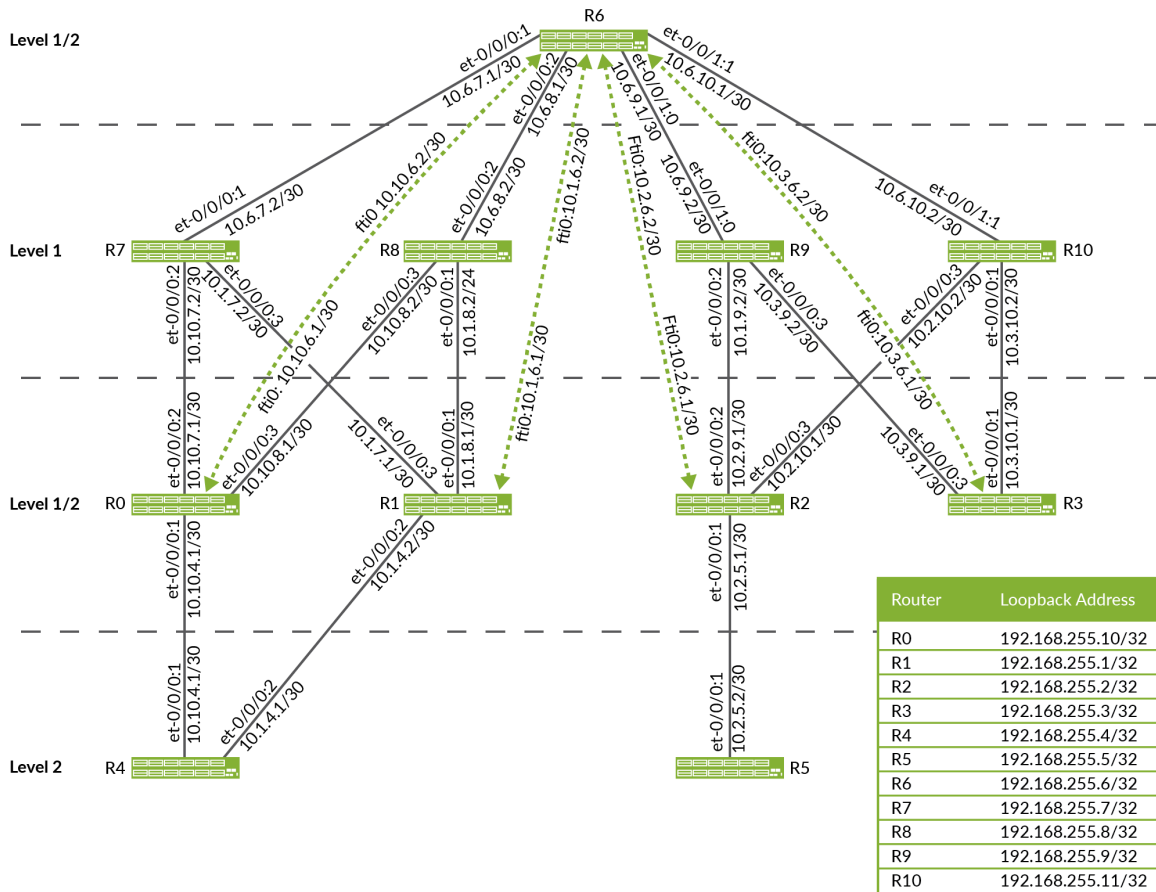 R6
Level 1/2
et-0/0/0:1
10.6.7.1/30
et-0/0/0:2
10.6.8.1/30
et-0/0/1:0
10.6.9.1/30
et-0/0/1:1
10.6.10.1/30
fti0 10.10.6.2/30
fti0:10.1.6.2/30
Fti0:10.2.6.2/30
fti0:10.3.6.2/30
et-0/0/0:1
10.6.7.2/30
et-0/0/0:2
10.6.8.2/30
et-0/0/1:0
10.6.9.2/30
et-0/0/1:1
10.6.10.2/30
Level 1
R7
R8
R9
R10
et-0/0/0:2
10.10.7.2/30
et-0/0/0:3
10.1.7.2/30
et-0/0/0:3
10.10.8.2/30
et-0/0/0:1
10.1.8.2/24
et-0/0/0:2
10.1.9.2/30
et-0/0/0:3
10.3.9.2/30
et-0/0/0:3
10.2.10.2/30
et-0/0/0:1
10.3.10.2/30
fti0: 10.10.6.1/30
fti0:10.1.6.1/30
Fti0:10.2.6.1/30
fti0:10.3.6.1/30
et-0/0/0:2
10.10.7.1/30
et-0/0/0:3
10.10.8.1/30
et-0/0/0:3
10.1.7.1/30
et-0/0/0:1
10.1.8.1/30
et-0/0/0:2
10.2.9.1/30
et-0/0/0:3
10.2.10.1/30
et-0/0/0:3
10.3.9.1/30
et-0/0/0:1
10.3.10.1/30
Level 1/2
R0
R1
R2
R3
et-0/0/0:1
10.10.4.1/30
et-0/0/0:2
10.1.4.2/30
et-0/0/0:1
10.2.5.1/30
et-0/0/0:1
10.10.4.1/30
et-0/0/0:2
10.1.4.1/30
et-0/0/0:1
10.2.5.2/30
Level 2
R4
R5
Router Loopback Address
R0 192.168.255.10/32
R1 192.168.255.1/32
R2 192.168.255.2/32
R3 192.168.255.3/32
R4 192.168.255.4/32
R5 192.168.255.5/32
R6 192.168.255.6/32
R7 192.168.255.7/32
R8 192.168.255.8/32
R9 192.168.255.9/32
R10 192.168.255.11/32